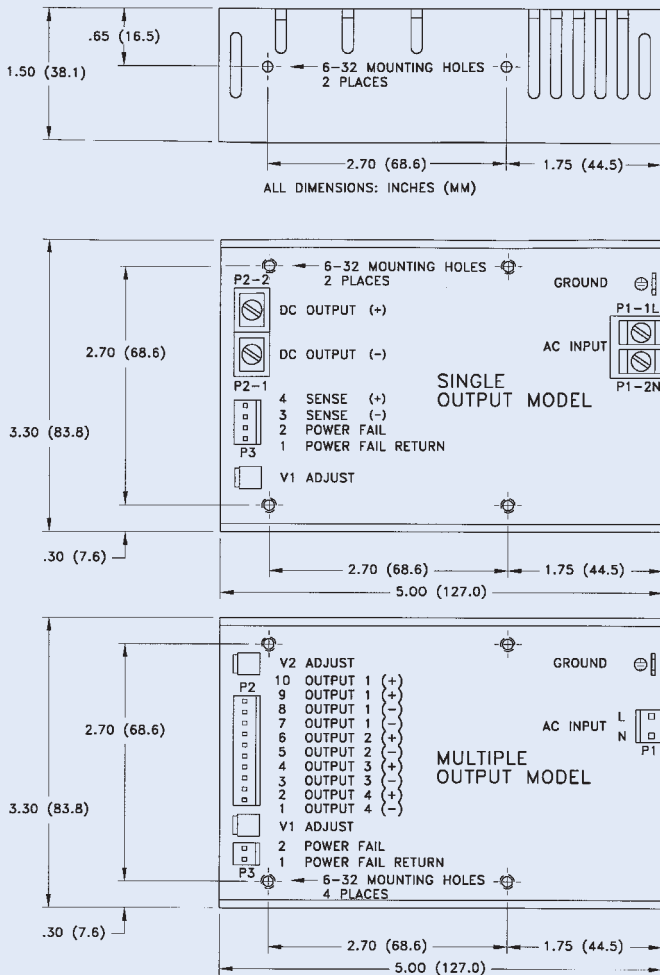 .65 (16.5)
1.50 (38.1)
6-32 MOUNTING HOLES
2 PLACES
2.70 (68.6)
1.75 (44.5)
ALL DIMENSIONS: INCHES (MM)
6-32 MOUNTING HOLES
2 PLACES
P2-2
GROUND
DC OUTPUT (+)
P1-1L
AC INPUT
2.70 (68.6)
DC OUTPUT (-)
P2-1
P1-2N
SINGLE
OUTPUT MODEL
4 SENSE (+)
3 SENSE (-)
2 POWER FAIL
1 POWER FAIL RETURN
3.30 (83.8)
P3
V1 ADJUST
.30 (7.6)
2.70 (68.6)
1.75 (44.5)
5.00 (127.0)
V2 ADJUST
GROUND
P2
10 OUTPUT 1 (+)
9 OUTPUT 1 (+)
8 OUTPUT 1 (-)
7 OUTPUT 1 (-)
6 OUTPUT 2 (+)
5 OUTPUT 2 (-)
4 OUTPUT 3 (+)
3 OUTPUT 3 (-)
2 OUTPUT 4 (+)
1 OUTPUT 4 (-)
L
AC INPUT
N
P1
2.70 (68.6)
MULTIPLE
OUTPUT MODEL
3.30 (83.8)
V1 ADJUST
2 POWER FAIL
1 POWER FAIL RETURN
P3
6-32 MOUNTING HOLES
4 PLACES
.30 (7.6)
2.70 (68.6)
1.75 (44.5)
5.00 (127.0)